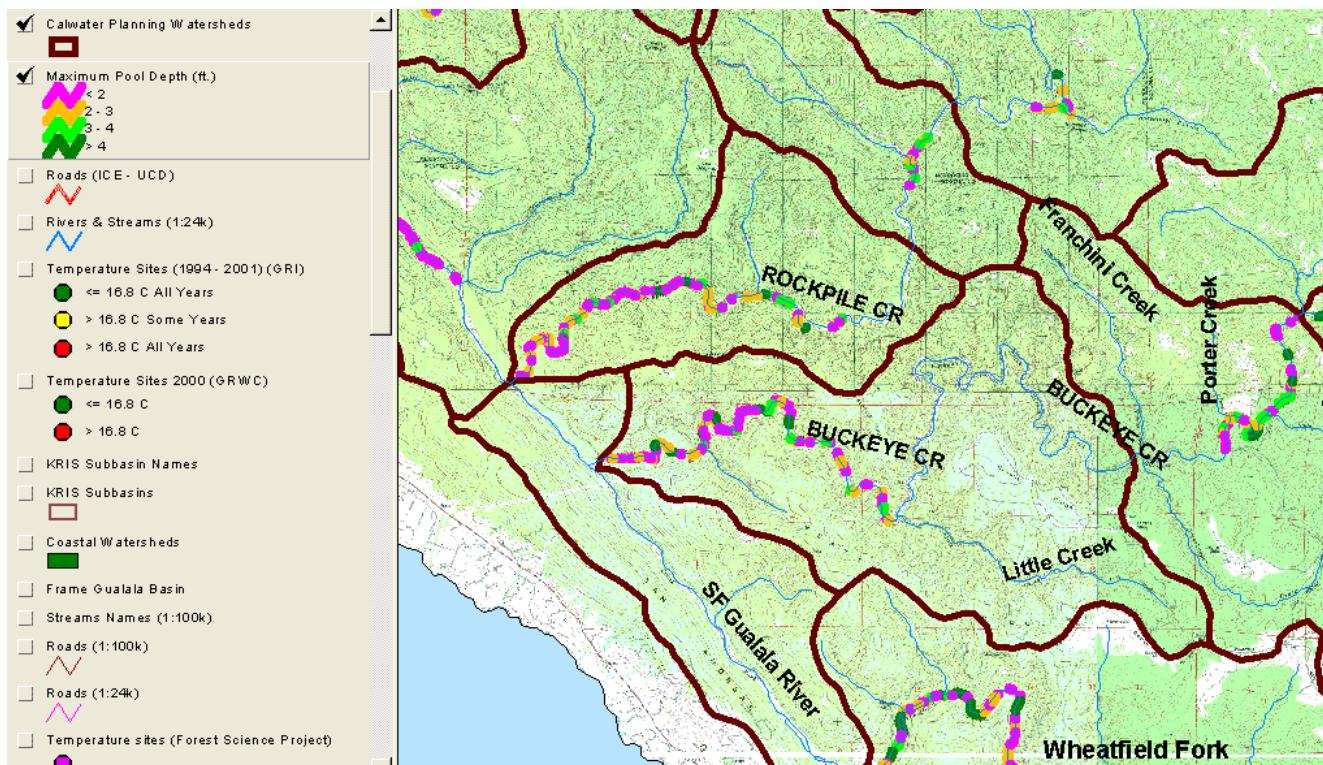 Calwater Planning Watersheds
Maximum Pool Depth (ft.)
< 2
2 - 3
3 - 4
> 4
Roads (ICE - UCD)
Rivers & Streams (1:24k)
Temperature Sites (1994 - 2001) (GRI)
<= 16.8 C All Years
> 16.8 C Some Years
> 16.8 C All Years
Temperature Sites 2000 (GRWC)
<= 16.8 C
> 16.8 C
KRIS Subbasin Names
KRIS Subbasins
Coastal Watersheds
Frame Gualala Basin
Streams Names (1:100k)
Roads (1:100k)
Roads (1:24k)
Temperature sites (Forest Science Project)
Franchini Creek
ROCKPILE CR
Porter Creek
BUCKEYE CR
BUCKEYE CR
Little Creek
SF Gualala River
Wheatfield Fork